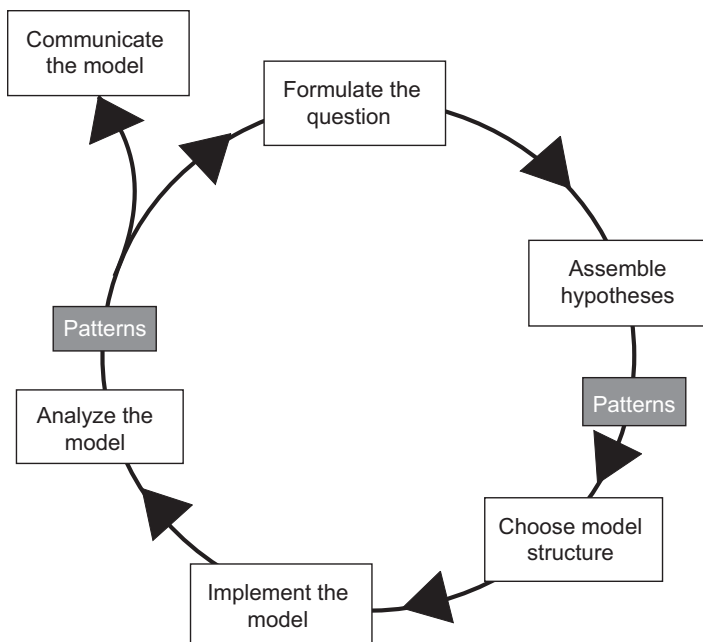 Communicate
the model
Formulate the
question
Assemble
hypotheses
Patterns
Choose model
structure
Implement the
model
Analyze the
model
Patterns